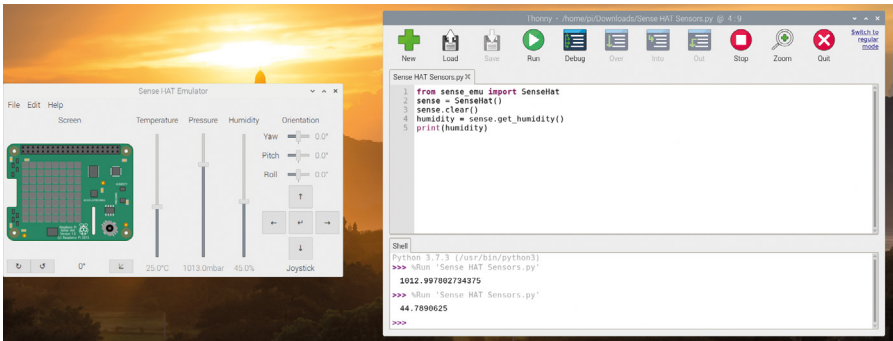 Sense HAT Emulator
File Edit Help
Screen Temperature Pressure Humidity Orientation
Yaw 0.0°
Pitch 0.0°
Roll 0.0°
↑
← ↵ →
↓
0° 25.0°C 1013.0mbar 45.0% Joystick
Thonny - /home/pi/Downloads/Sense HAT Sensors.py @ 4:9
New Load Save Run Debug Over Into Out Stop Zoom Quit
Switch to
regular
mode
Sense HAT Sensors.py
1 from sense_emu import SenseHat
2 sense = SenseHat()
3 sense.clear()
4 humidity = sense.get_humidity()
5 print(humidity)
Shell
Python 3.7.3 (/usr/bin/python3)
>>> %Run 'Sense HAT Sensors.py'
1012.997802734375
>>> %Run 'Sense HAT Sensors.py'
44.7890625
>>>